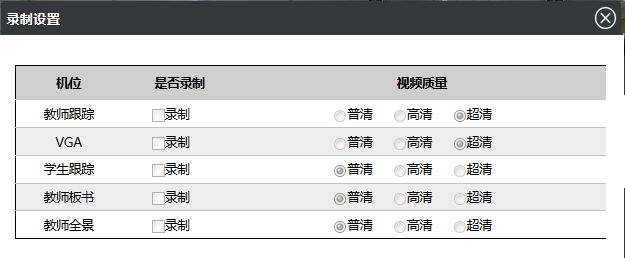 录制设置
机位 是否录制 视频质量
教师跟踪 录制 普清 高清 超清
VGA 录制 普清 高清 超清
学生跟踪 录制 普清 高清 超清
教师板书 录制 普清 高清 超清
教师全景 录制 普清 高清 超清